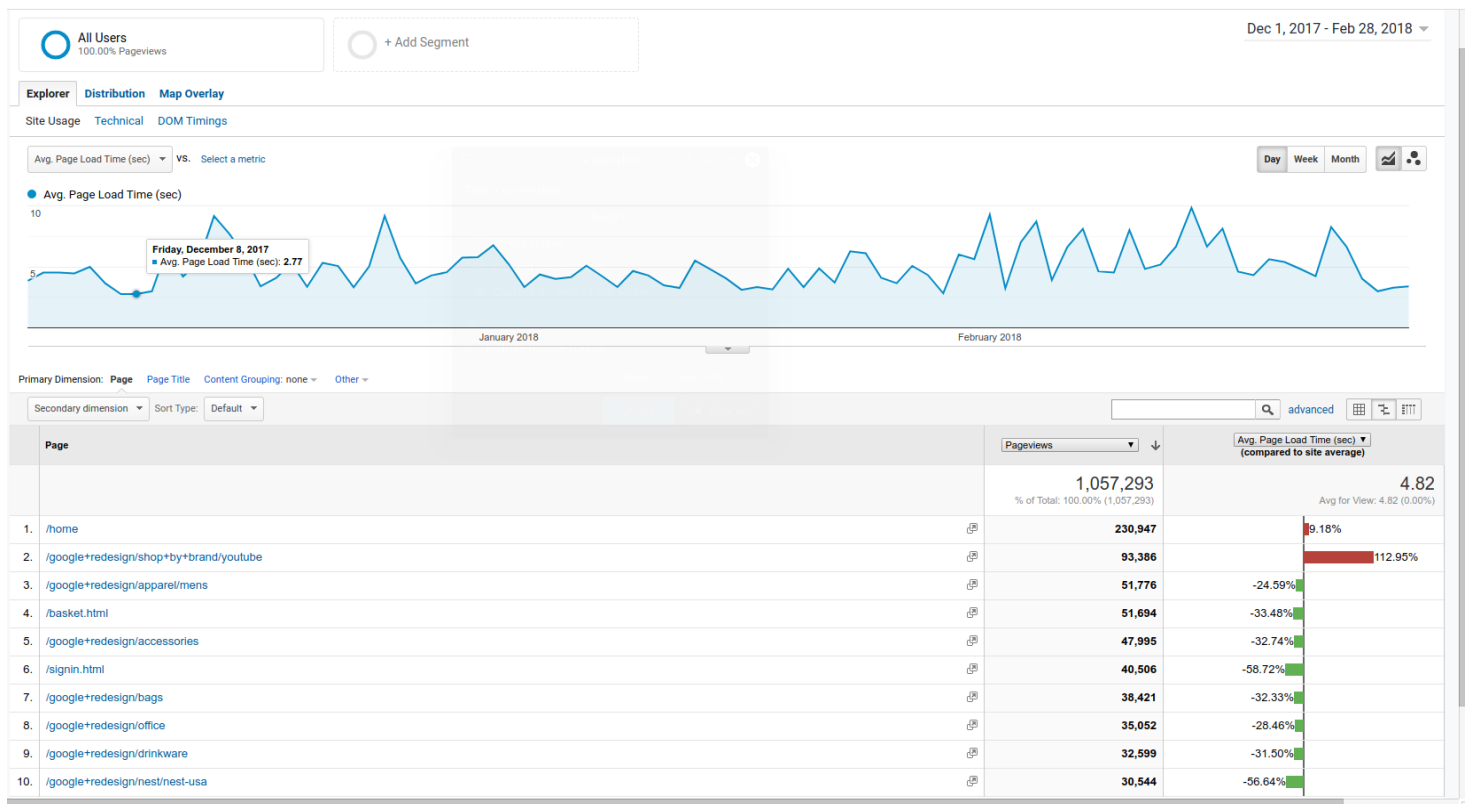 All Users
100.00% Pageviews
+ Add Segment
Dec 1, 2017 - Feb 28, 2018
Explorer Distribution Map Overlay
Site Usage Technical DOM Timings
Avg. Page Load Time (sec) VS. Select a metric
Day Week Month
Avg. Page Load Time (sec)
10
5
Friday, December 8, 2017
Avg. Page Load Time (sec): 2.77
January 2018 February 2018
Primary Dimension: Page Page Title Content Grouping: none Other
Secondary dimension Sort Type: Default advanced
Page Pageviews Avg. Page Load Time (sec)
(compared to site average)
1,057,293 4.82
% of Total: 100.00% (1,057,293) Avg for View: 4.82 (0.00%)
1. /home 230,947 9.18%
2. /google+redesign/shop+by+brand/youtube 93,386 112.95%
3. /google+redesign/apparel/mens 51,776 -24.59%
4. /basket.html 51,694 -33.48%
5. /google+redesign/accessories 47,995 -32.74%
6. /signin.html 40,506 -58.72%
7. /google+redesign/bags 38,421 -32.33%
8. /google+redesign/office 35,052 -28.46%
9. /google+redesign/drinkware 32,599 -31.50%
10. /google+redesign/nest/nest-usa 30,544 -56.64%